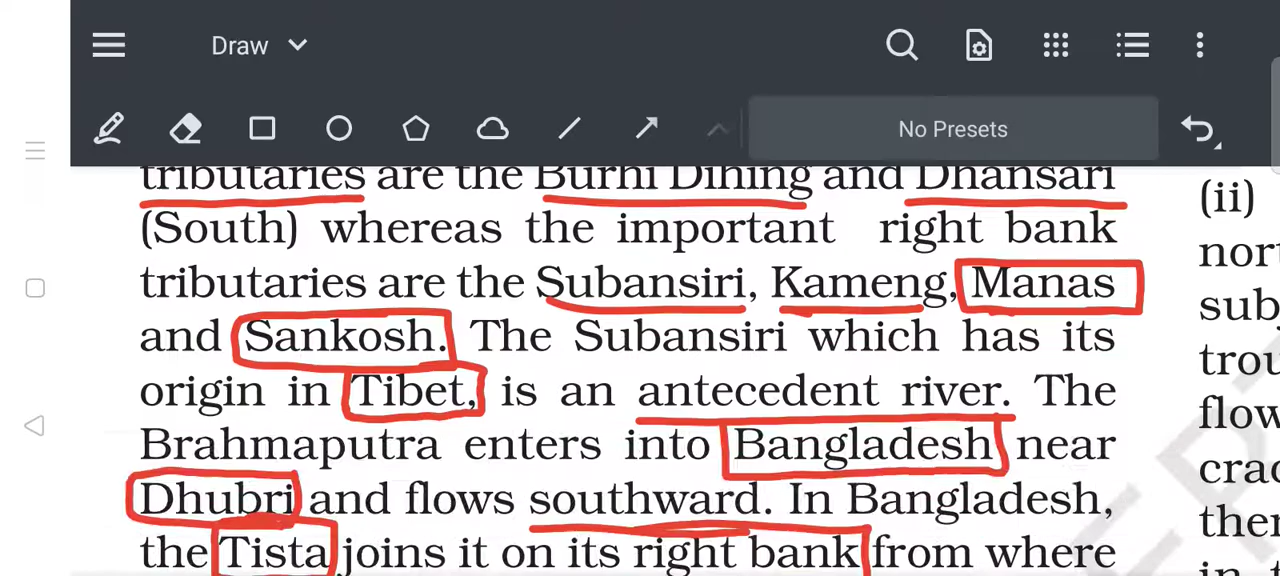 Draw
No Presets
tributaries are the Burhi Dihing and Dhansari
(South) whereas the important right bank
tributaries are the Subansiri, Kameng, Manas
and Sankosh. The Subansiri which has its
origin in Tibet, is an antecedent river. The
Brahmaputra enters into Bangladesh near
Dhubri and flows southward. In Bangladesh,
the Tista joins it on its right bank from where
(ii)